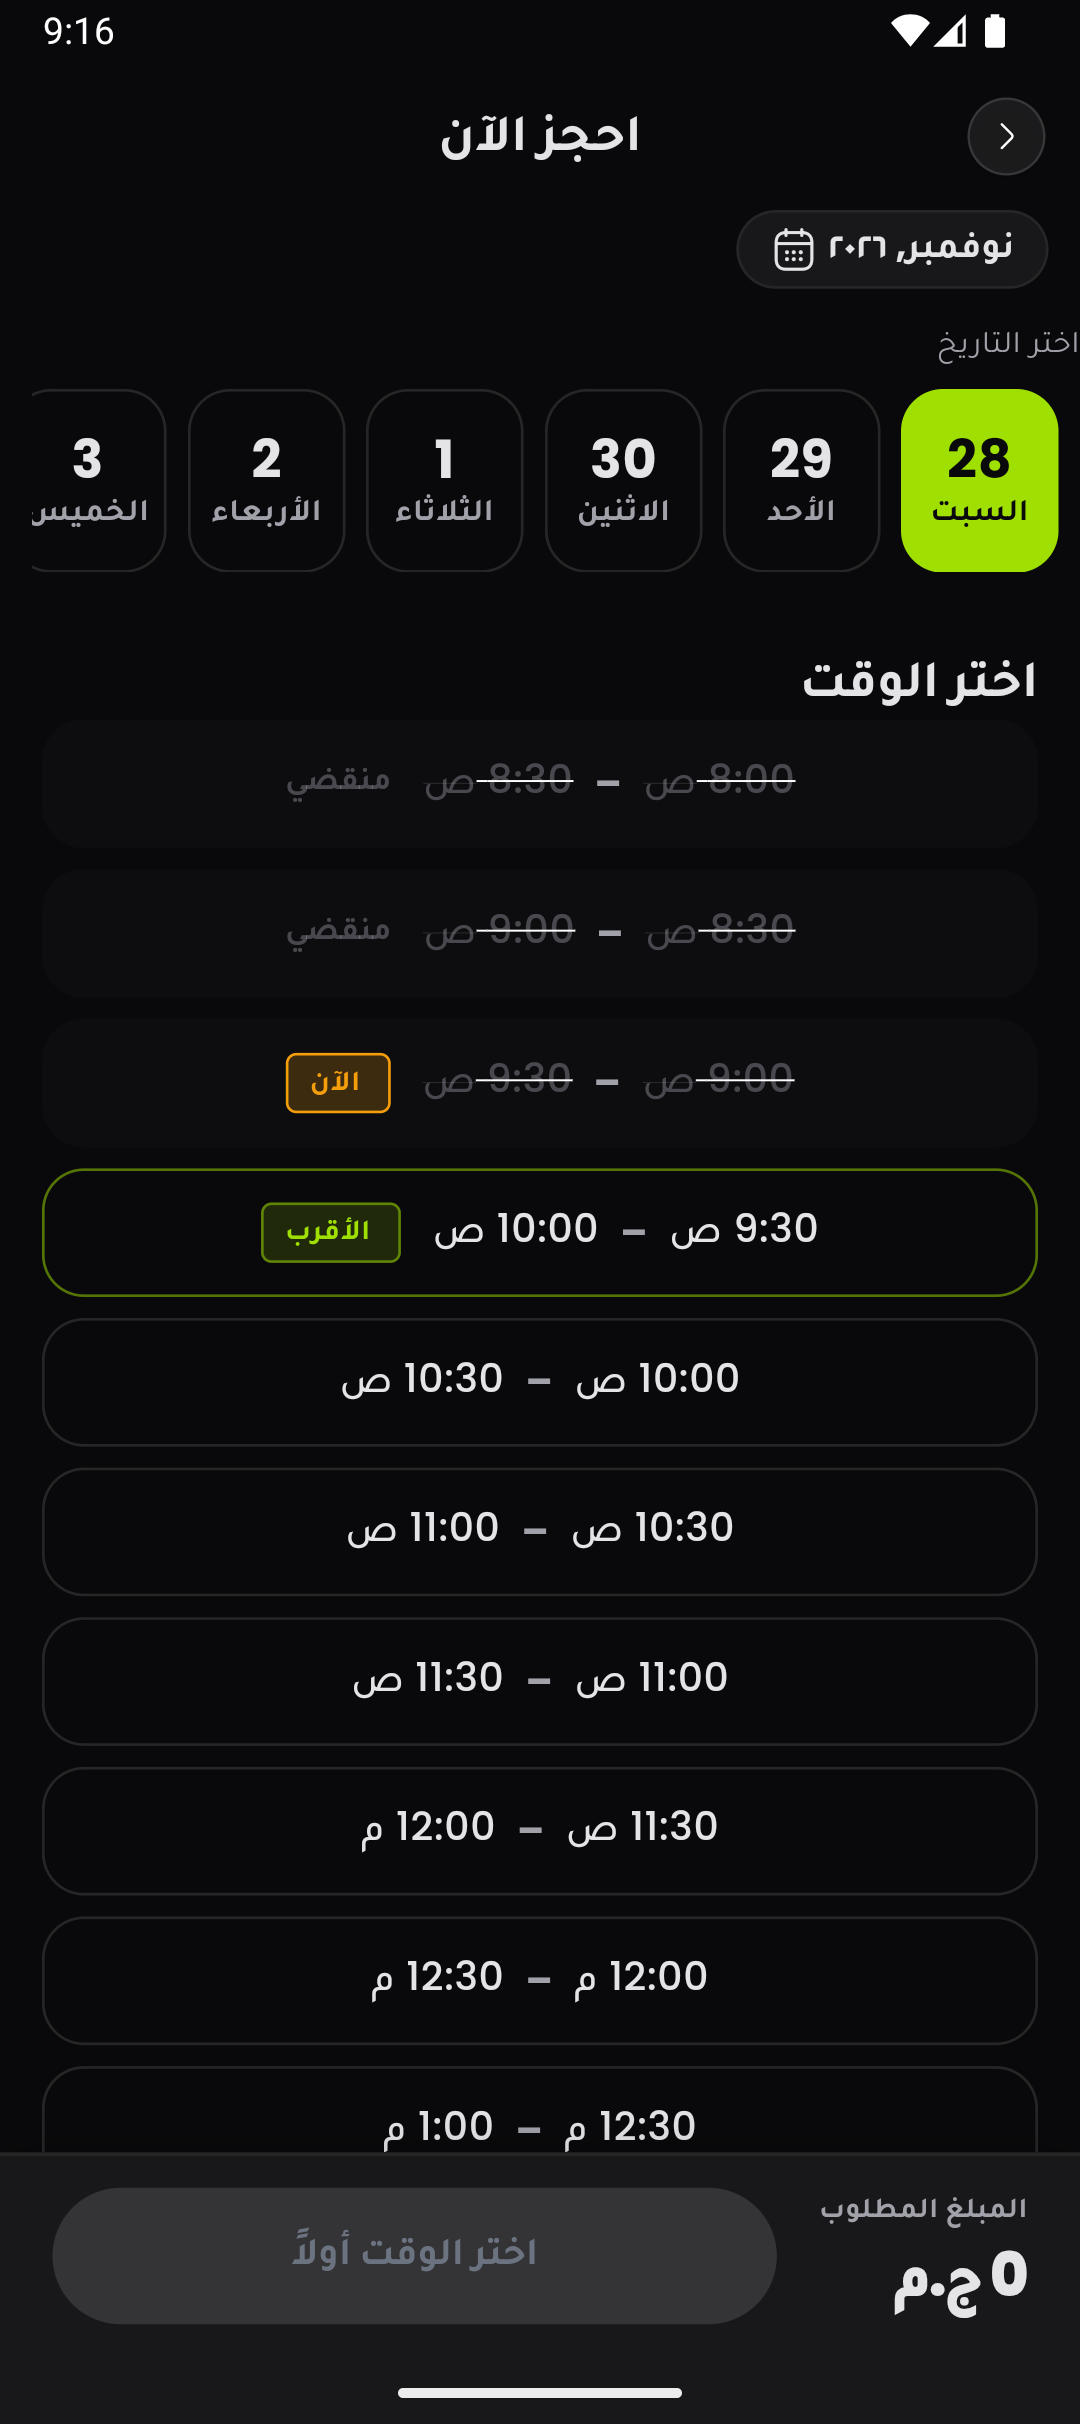 9:16
احجز الآن
نوفمبر, ٢٠٢٦
اختر التاريخ
28 29 30 1 2 3
السبت الأحد الاثنين الثلاثاء الأربعاء الخميس
اختر الوقت
8:00 ص – 8:30 ص منقضي
8:30 ص – 9:00 ص منقضي
9:00 ص – 9:30 ص الآن
9:30 ص – 10:00 ص الأقرب
10:00 ص – 10:30 ص
10:30 ص – 11:00 ص
11:00 ص – 11:30 ص
11:30 ص – 12:00 م
12:00 م – 12:30 م
12:30 م – 1:00 م
المبلغ المطلوب
0 ج.م
اختر الوقت أولاً